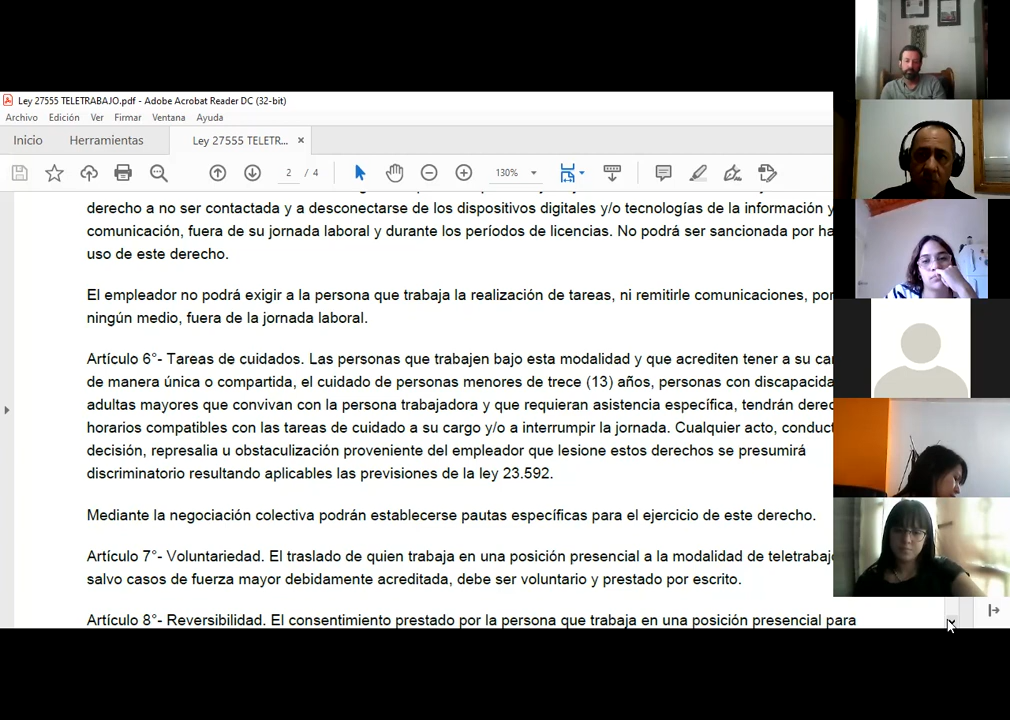 Ley 27555 TELETRABAJO.pdf - Adobe Acrobat Reader DC (32-bit)
Archivo Edición Ver Firmar Ventana Ayuda
Inicio Herramientas Ley 27555 TELETR... ×
2 / 4 130%
derecho a no ser contactada y a desconectarse de los dispositivos digitales y/o tecnologías de la información y
comunicación, fuera de su jornada laboral y durante los períodos de licencias. No podrá ser sancionada por ha
uso de este derecho.
El empleador no podrá exigir a la persona que trabaja la realización de tareas, ni remitirle comunicaciones, por
ningún medio, fuera de la jornada laboral.
Artículo 6°- Tareas de cuidados. Las personas que trabajen bajo esta modalidad y que acrediten tener a su car
de manera única o compartida, el cuidado de personas menores de trece (13) años, personas con discapacida
adultas mayores que convivan con la persona trabajadora y que requieran asistencia específica, tendrán derec
horarios compatibles con las tareas de cuidado a su cargo y/o a interrumpir la jornada. Cualquier acto, conduct
decisión, represalia u obstaculización proveniente del empleador que lesione estos derechos se presumirá
discriminatorio resultando aplicables las previsiones de la ley 23.592.
Mediante la negociación colectiva podrán establecerse pautas específicas para el ejercicio de este derecho.
Artículo 7°- Voluntariedad. El traslado de quien trabaja en una posición presencial a la modalidad de teletrabajo
salvo casos de fuerza mayor debidamente acreditada, debe ser voluntario y prestado por escrito.
Artículo 8°- Reversibilidad. El consentimiento prestado por la persona que trabaja en una posición presencial para